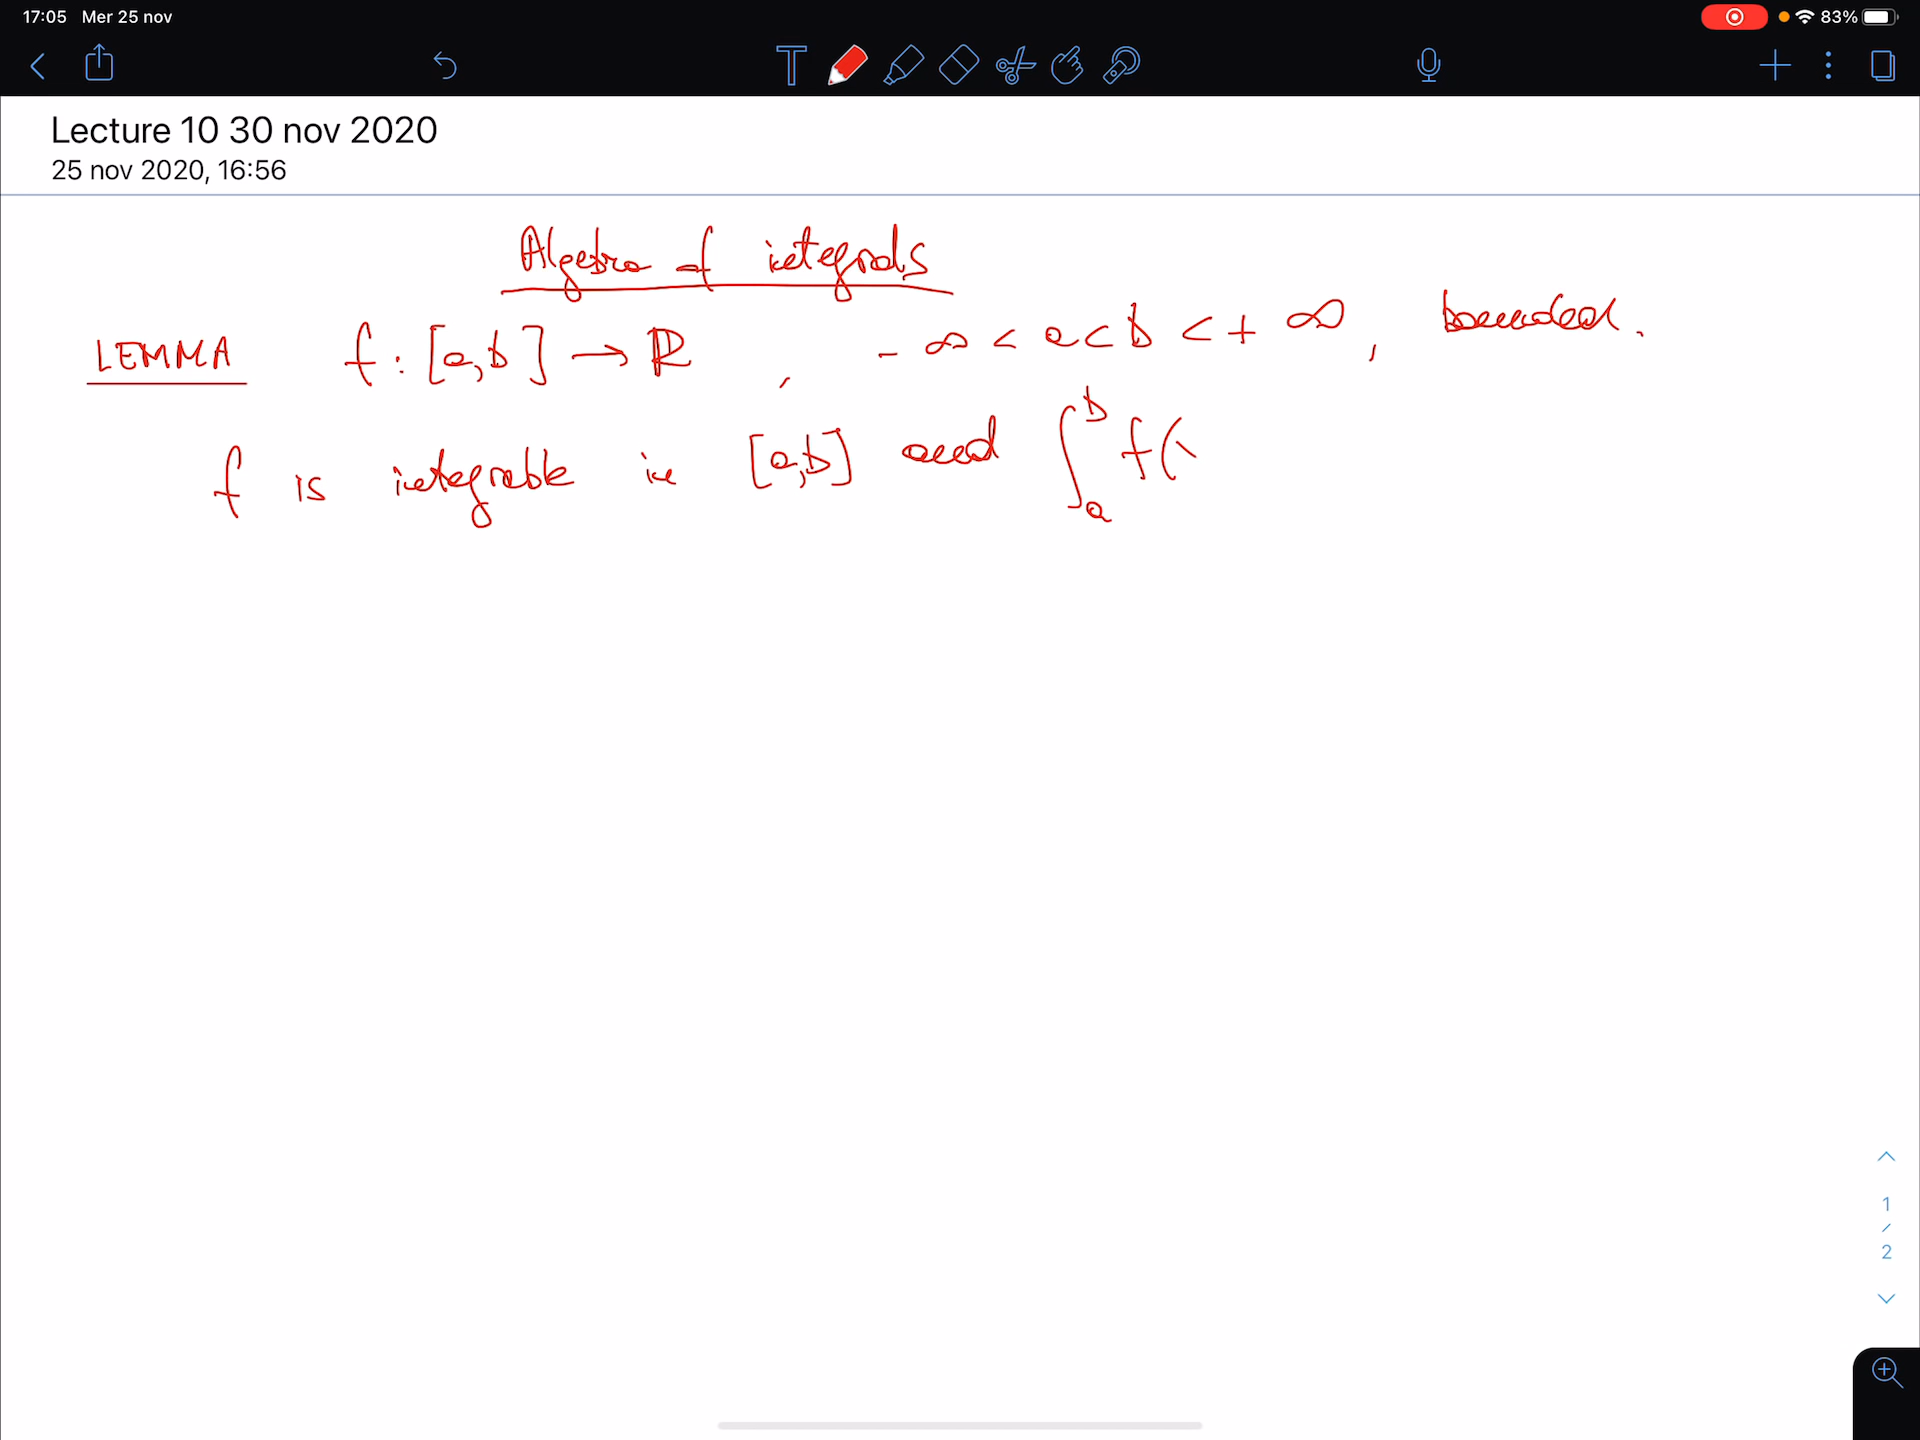 17:05 Mer 25 nov 83%
Lecture 10 30 nov 2020
25 nov 2020, 16:56
Algebra of integrals
LEMMA f : [a,b] → ℝ , - ∞ < a < b < + ∞ , bounded.
f is integrable in [a,b] and ∫_a^b f(
1
/
2